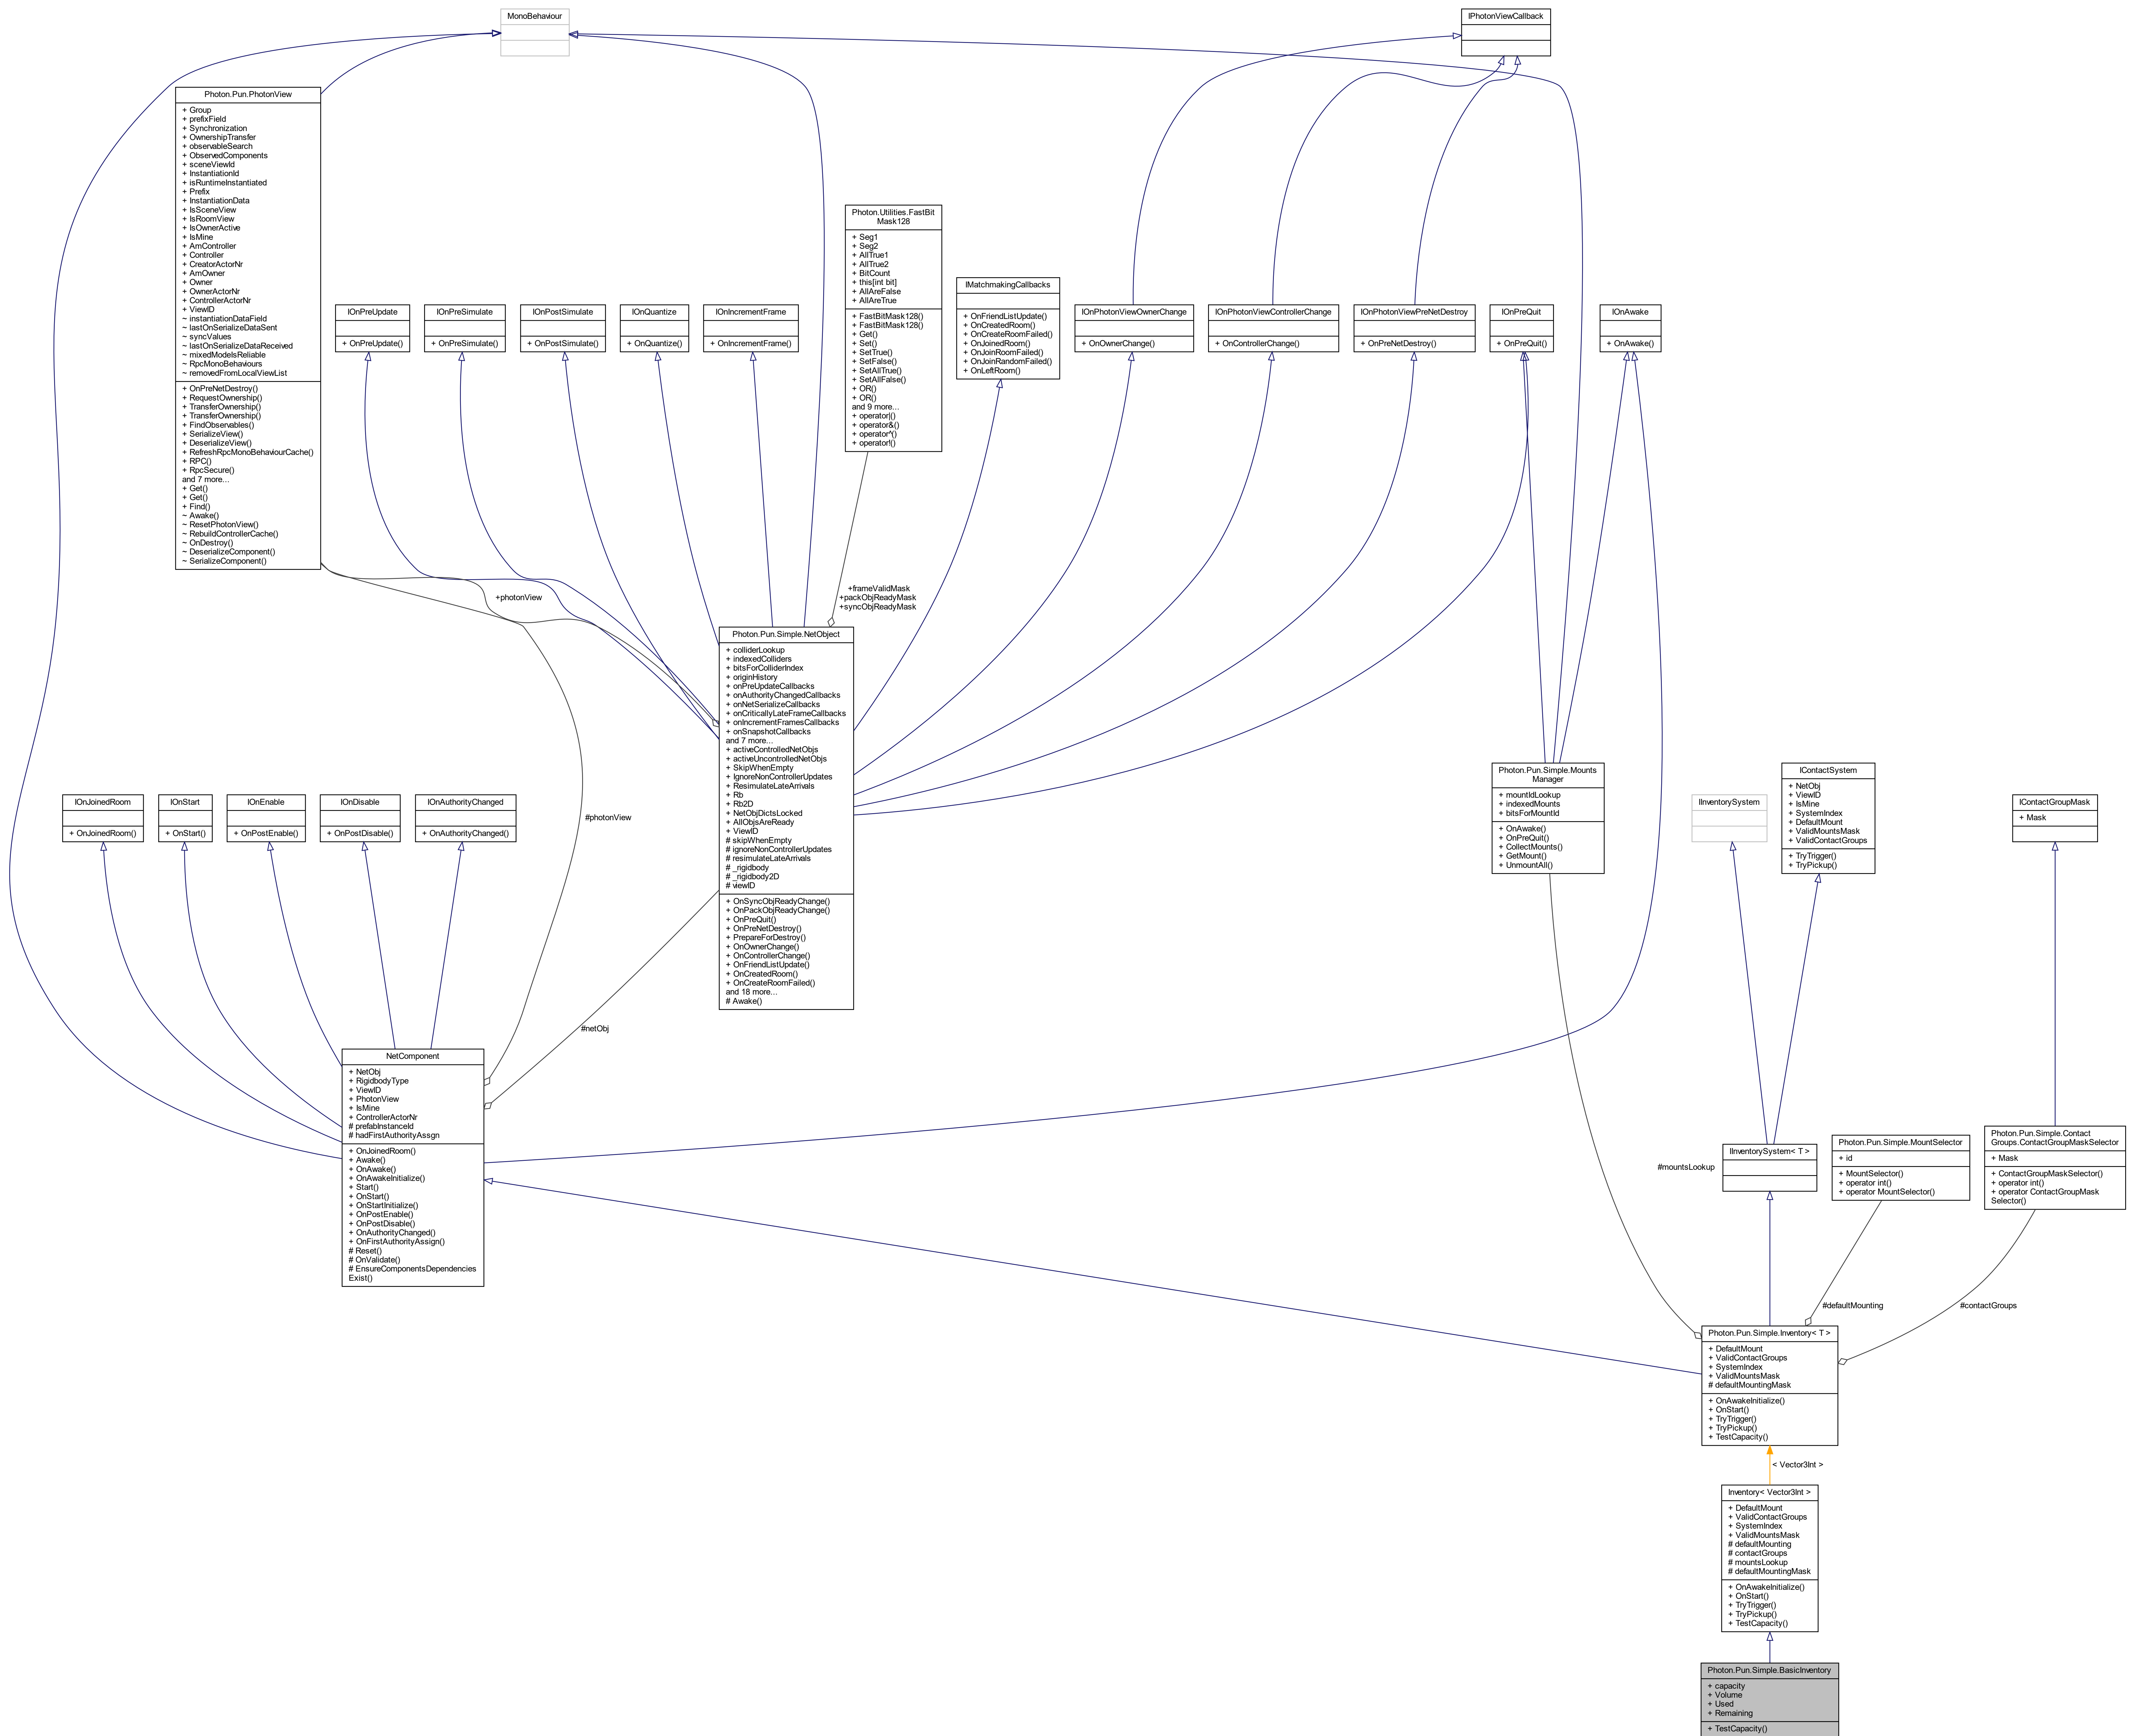 MonoBehaviour
IPhotonViewCallback
Photon.Pun.PhotonView
+ Group
+ prefixField
+ Synchronization
+ OwnershipTransfer
+ observableSearch
+ ObservedComponents
+ sceneViewId
+ InstantiationId
+ isRuntimeInstantiated
+ Prefix
+ InstantiationData
+ IsSceneView
+ IsRoomView
+ IsOwnerActive
+ IsMine
+ AmController
+ Controller
+ CreatorActorNr
+ AmOwner
+ Owner
+ OwnerActorNr
+ ControllerActorNr
+ ViewID
~ instantiationDataField
~ lastOnSerializeDataSent
~ syncValues
~ lastOnSerializeDataReceived
~ mixedModeIsReliable
~ RpcMonoBehaviours
~ removedFromLocalViewList
+ OnPreNetDestroy()
+ RequestOwnership()
+ TransferOwnership()
+ TransferOwnership()
+ FindObservables()
+ SerializeView()
+ DeserializeView()
+ RefreshRpcMonoBehaviourCache()
+ RPC()
+ RpcSecure()
and 7 more...
+ Get()
+ Get()
+ Find()
~ Awake()
~ ResetPhotonView()
~ RebuildControllerCache()
~ OnDestroy()
~ DeserializeComponent()
~ SerializeComponent()
IOnPreUpdate
+ OnPreUpdate()
IOnPreSimulate
+ OnPreSimulate()
IOnPostSimulate
+ OnPostSimulate()
IOnQuantize
+ OnQuantize()
IOnIncrementFrame
+ OnIncrementFrame()
Photon.Utilities.FastBit
Mask128
+ Seg1
+ Seg2
+ AllTrue1
+ AllTrue2
+ BitCount
+ this[int bit]
+ AllAreFalse
+ AllAreTrue
+ FastBitMask128()
+ FastBitMask128()
+ Get()
+ Set()
+ SetTrue()
+ SetFalse()
+ SetAllTrue()
+ SetAllFalse()
+ OR()
+ OR()
and 9 more...
+ operator|()
+ operator&()
+ operator^()
+ operator!()
IMatchmakingCallbacks
+ OnFriendListUpdate()
+ OnCreatedRoom()
+ OnCreateRoomFailed()
+ OnJoinedRoom()
+ OnJoinRoomFailed()
+ OnJoinRandomFailed()
+ OnLeftRoom()
IOnPhotonViewOwnerChange
+ OnOwnerChange()
IOnPhotonViewControllerChange
+ OnControllerChange()
IOnPhotonViewPreNetDestroy
+ OnPreNetDestroy()
IOnPreQuit
+ OnPreQuit()
IOnAwake
+ OnAwake()
+photonView
+frameValidMask
+packObjReadyMask
+syncObjReadyMask
Photon.Pun.Simple.NetObject
+ colliderLookup
+ indexedColliders
+ bitsForColliderIndex
+ originHistory
+ onPreUpdateCallbacks
+ onAuthorityChangedCallbacks
+ onNetSerializeCallbacks
+ onCriticallyLateFrameCallbacks
+ onIncrementFramesCallbacks
+ onSnapshotCallbacks
and 7 more...
+ activeControlledNetObjs
+ activeUncontrolledNetObjs
+ SkipWhenEmpty
+ IgnoreNonControllerUpdates
+ ResimulateLateArrivals
+ Rb
+ Rb2D
+ NetObjDictsLocked
+ AllObjsAreReady
+ ViewID
# skipWhenEmpty
# ignoreNonControllerUpdates
# resimulateLateArrivals
# _rigidbody
# _rigidbody2D
# viewID
+ OnSyncObjReadyChange()
+ OnPackObjReadyChange()
+ OnPreQuit()
+ OnPreNetDestroy()
+ PrepareForDestroy()
+ OnOwnerChange()
+ OnControllerChange()
+ OnFriendListUpdate()
+ OnCreatedRoom()
+ OnCreateRoomFailed()
and 18 more...
# Awake()
#photonView
#netObj
IOnJoinedRoom
+ OnJoinedRoom()
IOnStart
+ OnStart()
IOnEnable
+ OnPostEnable()
IOnDisable
+ OnPostDisable()
IOnAuthorityChanged
+ OnAuthorityChanged()
Photon.Pun.Simple.Mounts
Manager
+ mountIdLookup
+ indexedMounts
+ bitsForMountId
+ OnAwake()
+ OnPreQuit()
+ CollectMounts()
+ GetMount()
+ UnmountAll()
IInventorySystem
IContactSystem
+ NetObj
+ ViewID
+ IsMine
+ SystemIndex
+ DefaultMount
+ ValidMountsMask
+ ValidContactGroups
+ TryTrigger()
+ TryPickup()
IContactGroupMask
+ Mask
NetComponent
+ NetObj
+ RigidbodyType
+ ViewID
+ PhotonView
+ IsMine
+ ControllerActorNr
# prefabInstanceId
# hadFirstAuthorityAssgn
+ OnJoinedRoom()
+ Awake()
+ OnAwake()
+ OnAwakeInitialize()
+ Start()
+ OnStart()
+ OnStartInitialize()
+ OnPostEnable()
+ OnPostDisable()
+ OnAuthorityChanged()
+ OnFirstAuthorityAssign()
# Reset()
# OnValidate()
# EnsureComponentsDependencies
Exist()
#mountsLookup
IInventorySystem< T >
Photon.Pun.Simple.MountSelector
+ id
+ MountSelector()
+ operator int()
+ operator MountSelector()
Photon.Pun.Simple.Contact
Groups.ContactGroupMaskSelector
+ Mask
+ ContactGroupMaskSelector()
+ operator int()
+ operator ContactGroupMask
Selector()
#defaultMounting
#contactGroups
Photon.Pun.Simple.Inventory< T >
+ DefaultMount
+ ValidContactGroups
+ SystemIndex
+ ValidMountsMask
# defaultMountingMask
+ OnAwakeInitialize()
+ OnStart()
+ TryTrigger()
+ TryPickup()
+ TestCapacity()
< Vector3Int >
Inventory< Vector3Int >
+ DefaultMount
+ ValidContactGroups
+ SystemIndex
+ ValidMountsMask
# defaultMounting
# contactGroups
# mountsLookup
# defaultMountingMask
+ OnAwakeInitialize()
+ OnStart()
+ TryTrigger()
+ TryPickup()
+ TestCapacity()
Photon.Pun.Simple.BasicInventory
+ capacity
+ Volume
+ Used
+ Remaining
+ TestCapacity()